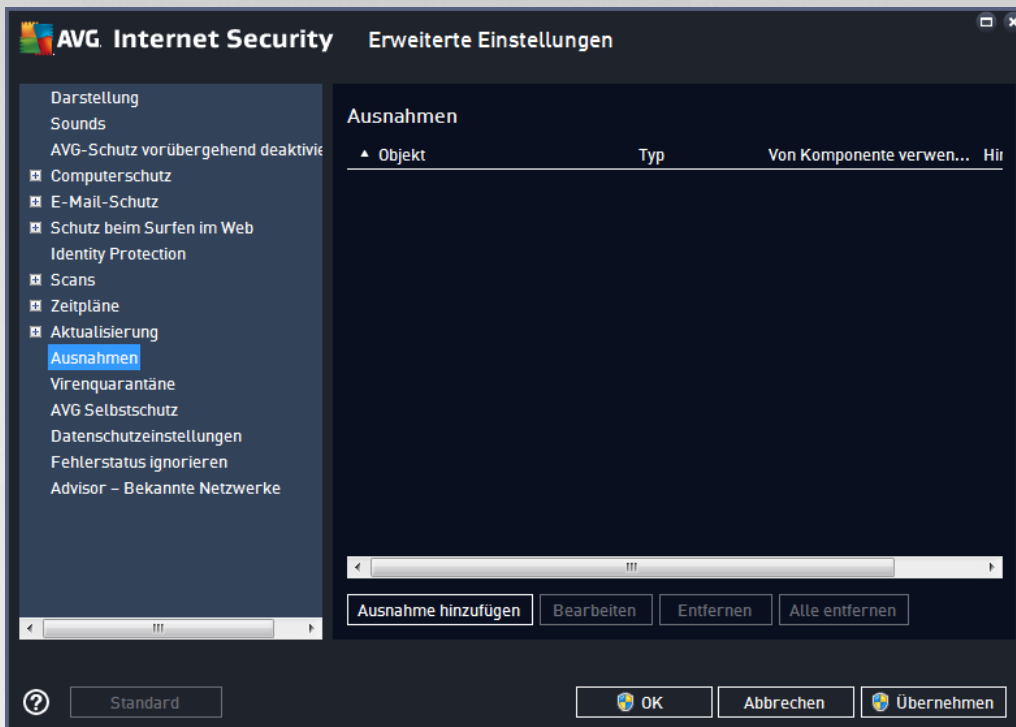 AVG Internet Security Erweiterte Einstellungen
Darstellung
Sounds
AVG-Schutz vorübergehend deaktivie
Computerschutz
E-Mail-Schutz
Schutz beim Surfen im Web
Identity Protection
Scans
Zeitpläne
Aktualisierung
Ausnahmen
Virenquarantäne
AVG Selbstschutz
Datenschutzeinstellungen
Fehlerstatus ignorieren
Advisor – Bekannte Netzwerke
Ausnahmen
Objekt Typ Von Komponente verwen... Hin
Ausnahme hinzufügen Bearbeiten Entfernen Alle entfernen
? Standard OK Abbrechen Übernehmen